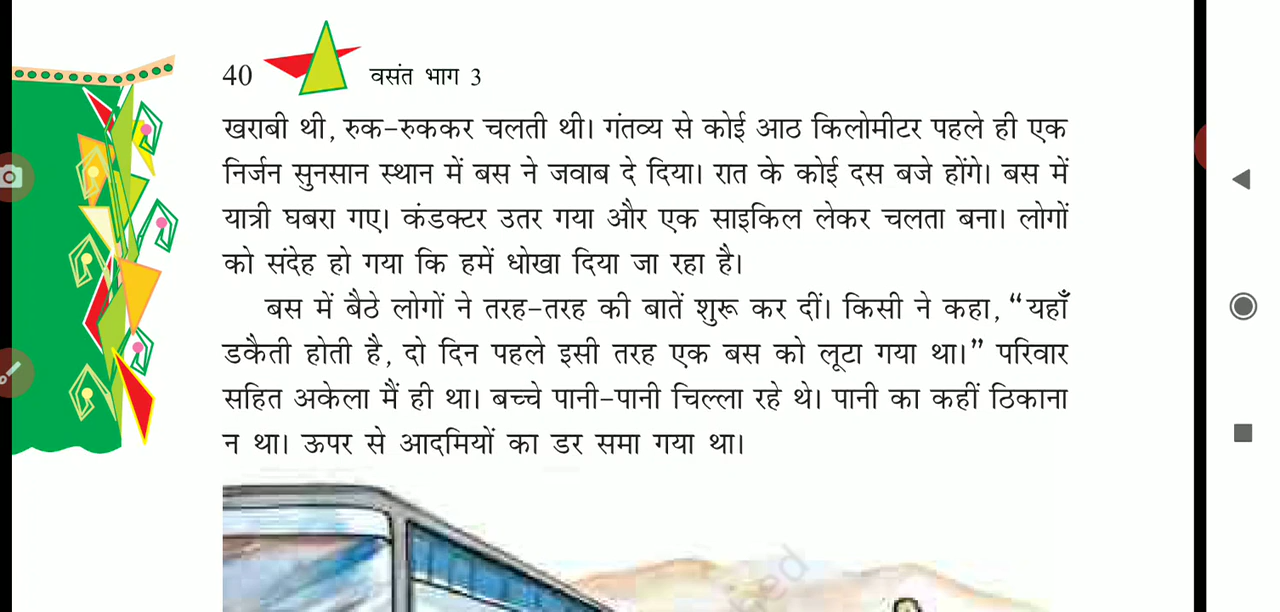 40 वसंत भाग 3
खराबी थी, रुक-रुककर चलती थी। गंतव्य से कोई आठ किलोमीटर पहले ही एक
निर्जन सुनसान स्थान में बस ने जवाब दे दिया। रात के कोई दस बजे होंगे। बस में
यात्री घबरा गए। कंडक्टर उतर गया और एक साइकिल लेकर चलता बना। लोगों
को संदेह हो गया कि हमें धोखा दिया जा रहा है।
बस में बैठे लोगों ने तरह-तरह की बातें शुरू कर दीं। किसी ने कहा, “यहाँ
डकैती होती है, दो दिन पहले इसी तरह एक बस को लूटा गया था।” परिवार
सहित अकेला मैं ही था। बच्चे पानी-पानी चिल्ला रहे थे। पानी का कहीं ठिकाना
न था। ऊपर से आदमियों का डर समा गया था।